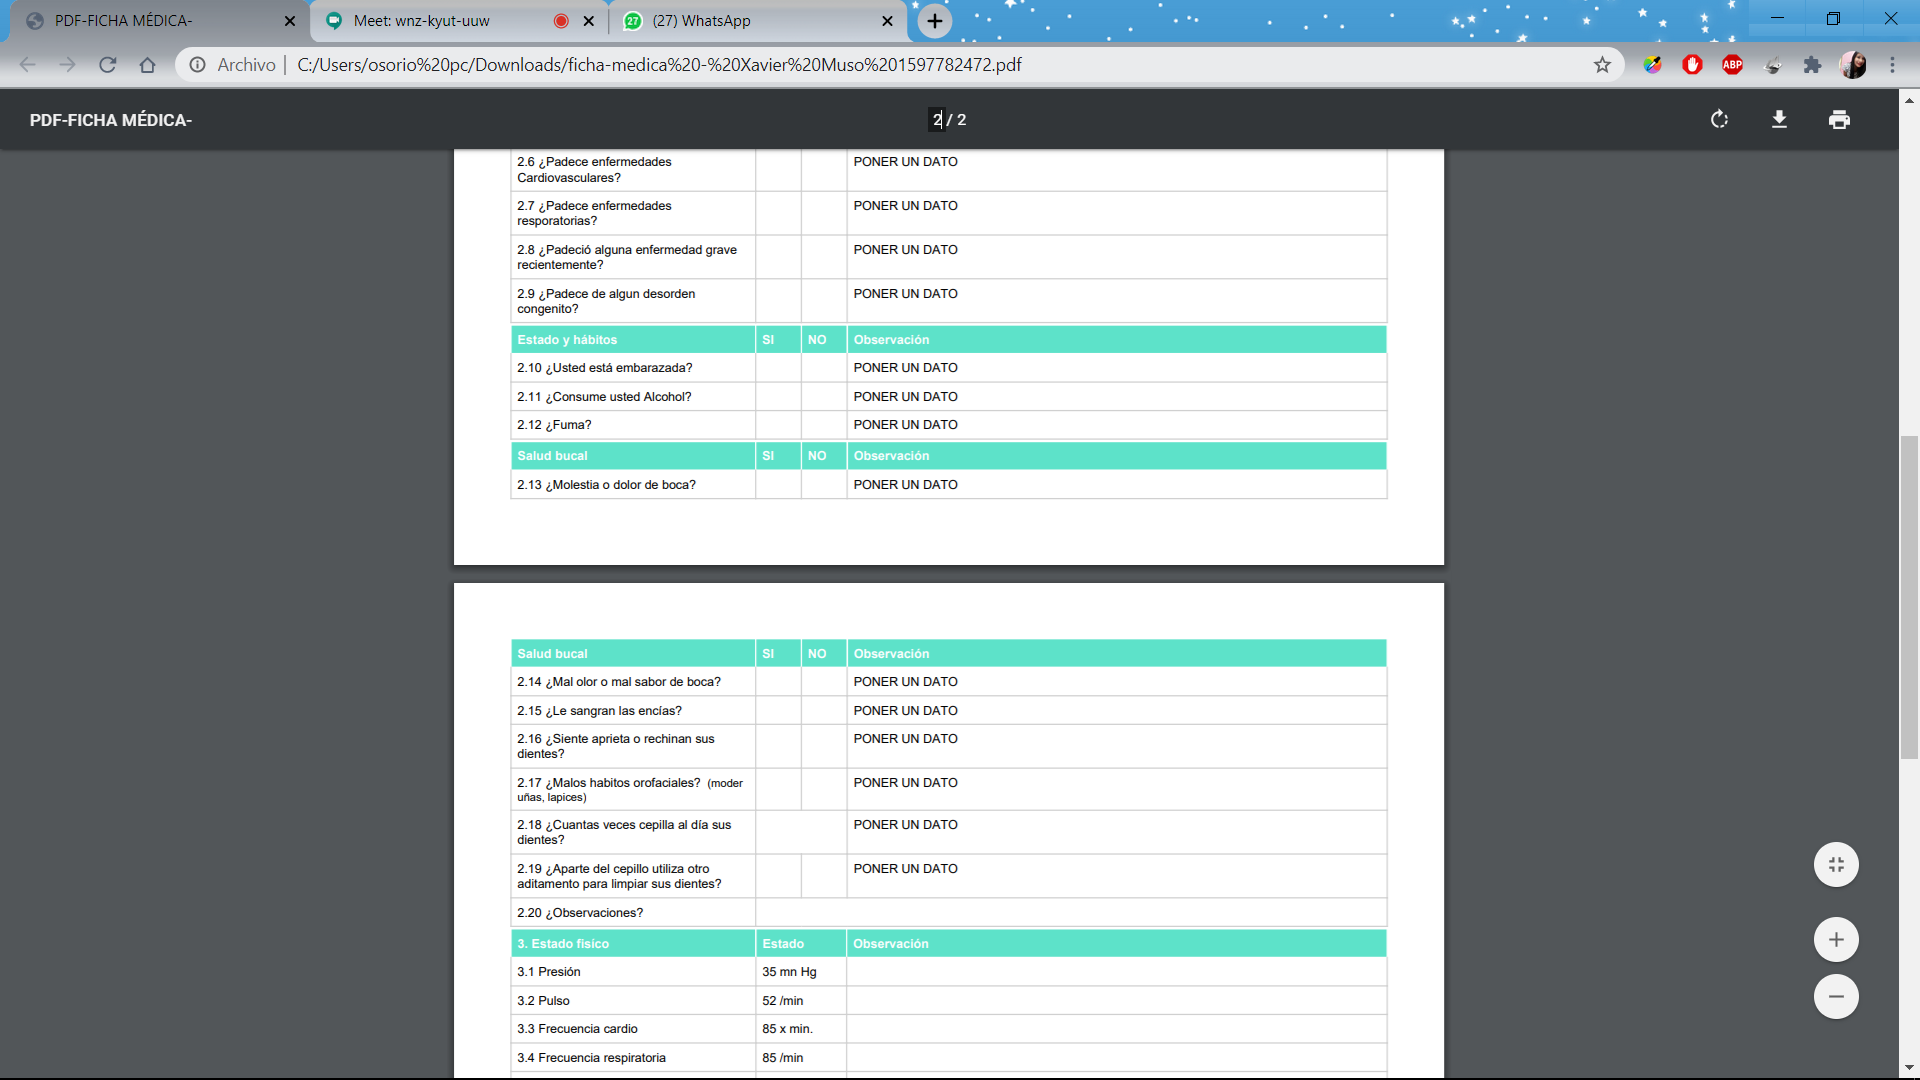 PDF-FICHA MÉDICA-
Meet: wnz-kyut-uuw
27
(27) WhatsApp
Archivo
C:/Users/osorio%20pc/Downloads/ficha-medica%20-%20Xavier%20Muso%201597782472.pdf
ABP
PDF-FICHA MÉDICA-
2 / 2
2.6 ¿Padece enfermedades
Cardiovasculares?
PONER UN DATO
2.7 ¿Padece enfermedades
resporatorias?
PONER UN DATO
2.8 ¿Padeció alguna enfermedad grave
recientemente?
PONER UN DATO
2.9 ¿Padece de algun desorden
congenito?
PONER UN DATO
Estado y hábitos SI NO Observación
2.10 ¿Usted está embarazada? PONER UN DATO
2.11 ¿Consume usted Alcohol? PONER UN DATO
2.12 ¿Fuma? PONER UN DATO
Salud bucal SI NO Observación
2.13 ¿Molestia o dolor de boca? PONER UN DATO
Salud bucal SI NO Observación
2.14 ¿Mal olor o mal sabor de boca? PONER UN DATO
2.15 ¿Le sangran las encías? PONER UN DATO
2.16 ¿Siente aprieta o rechinan sus
dientes?
PONER UN DATO
2.17 ¿Malos habitos orofaciales? (moder
uñas, lapices)
PONER UN DATO
2.18 ¿Cuantas veces cepilla al día sus
dientes?
PONER UN DATO
2.19 ¿Aparte del cepillo utiliza otro
aditamento para limpiar sus dientes?
PONER UN DATO
2.20 ¿Observaciones?
3. Estado fisíco Estado Observación
3.1 Presión 35 mn Hg
3.2 Pulso 52 /min
3.3 Frecuencia cardio 85 x min.
3.4 Frecuencia respiratoria 85 /min